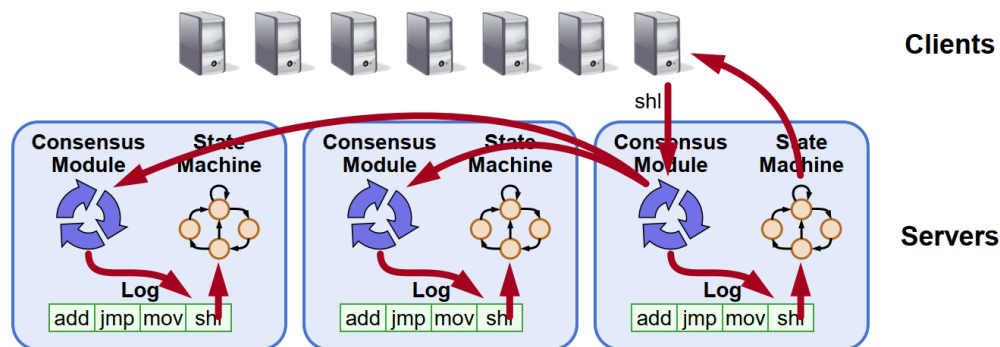 Clients
shl
Consensus Module
State Machine
Consensus Module
State Machine
Consensus Module
State Machine
Servers
Log
add jmp mov shl
Log
add jmp mov shl
Log
add jmp mov shl